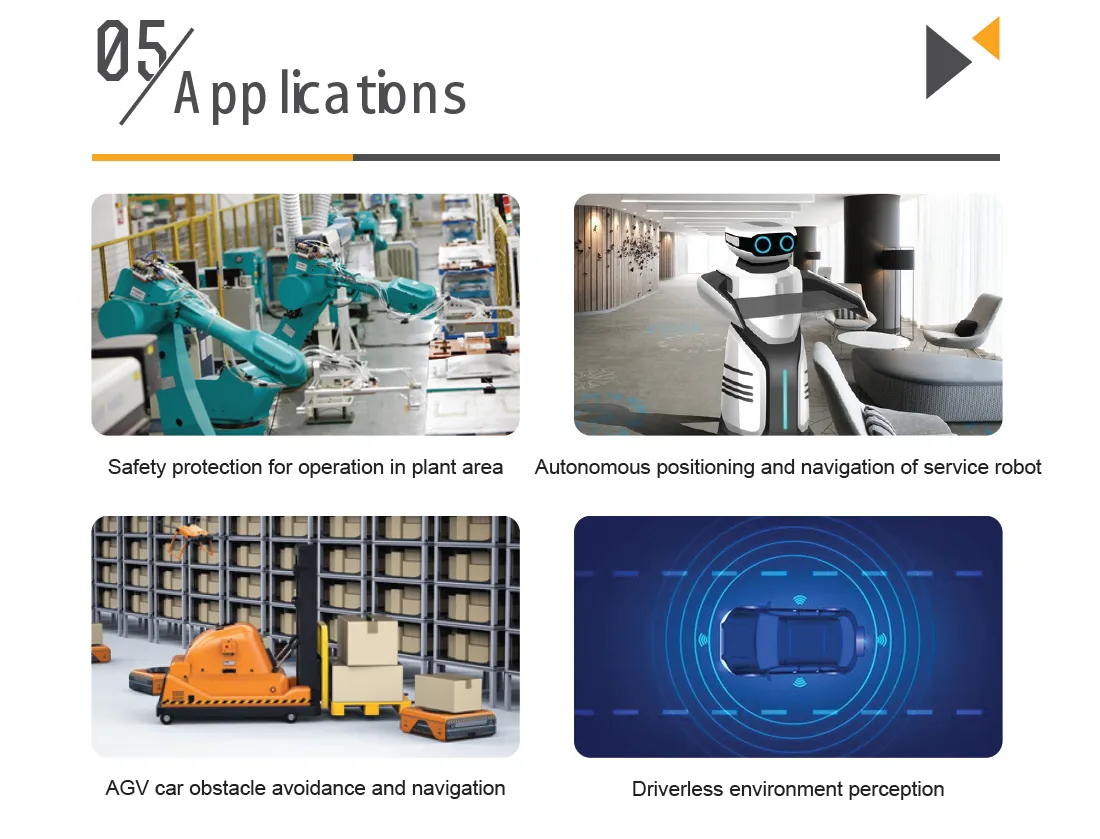 05
Applications
Safety protection for operation in plant area
Autonomous positioning and navigation of service robot
AGV car obstacle avoidance and navigation
Driverless environment perception